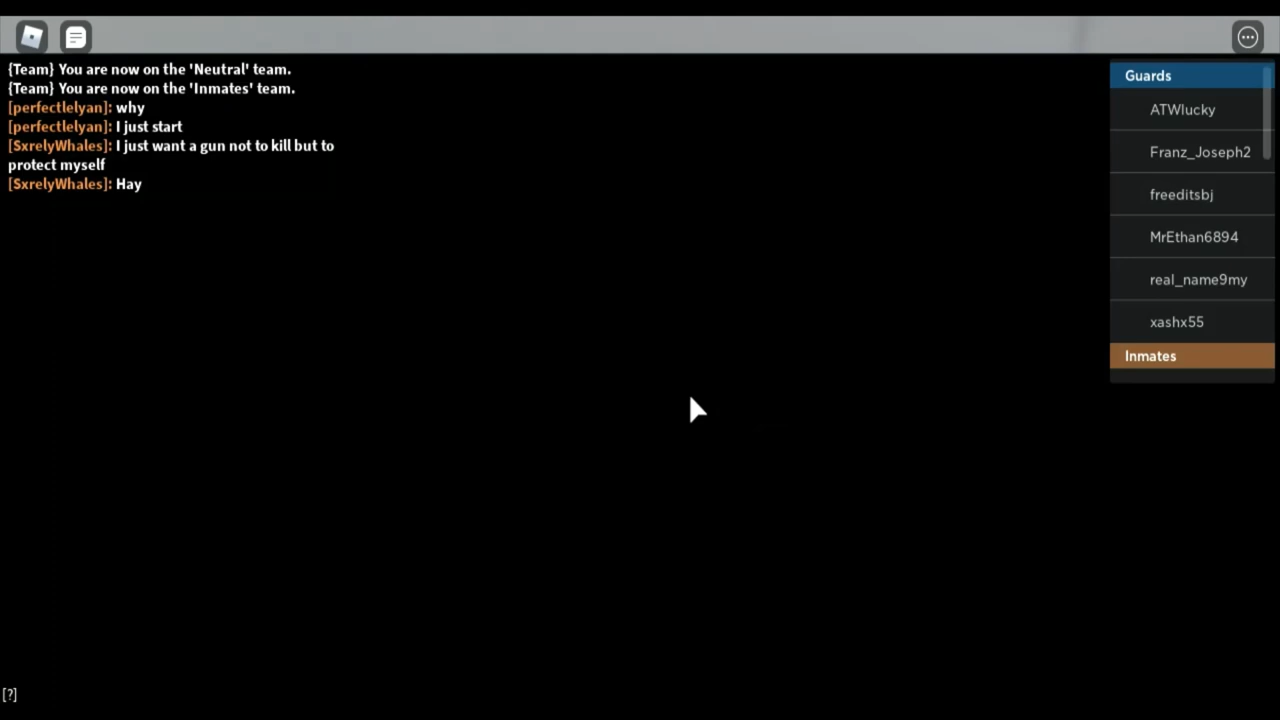 {Team} You are now on the 'Neutral' team.
{Team} You are now on the 'Inmates' team.
[perfectlelyan]: why
[perfectlelyan]: I just start
[SxrelyWhales]: I just want a gun not to kill but to
protect myself
[SxrelyWhales]: Hay
Guards
ATWlucky
Franz_Joseph2
freeditsbj
MrEthan6894
real_name9my
xashx55
Inmates
[?]